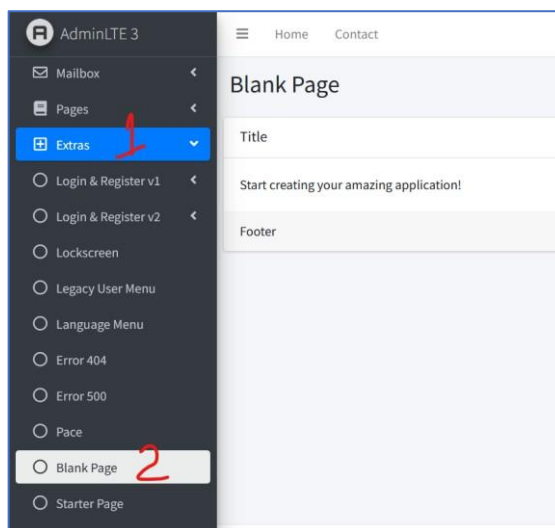 AdminLTE 3
Mailbox
Pages
Extras 1
Login & Register v1
Login & Register v2
Lockscreen
Legacy User Menu
Language Menu
Error 404
Error 500
Pace
Blank Page 2
Starter Page
Home Contact
Blank Page
Title
Start creating your amazing application!
Footer